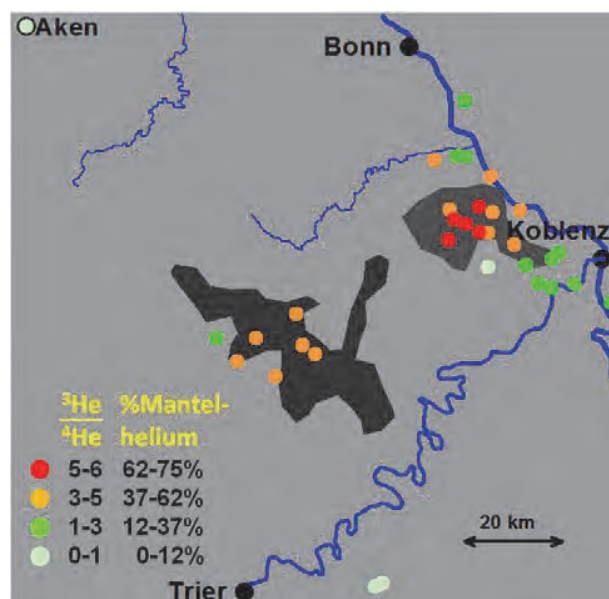 Aken
Bonn
Koblenz
³He %Mantel-
⁴He helium
5-6 62-75%
3-5 37-62%
1-3 12-37%
0-1 0-12%
20 km
Trier